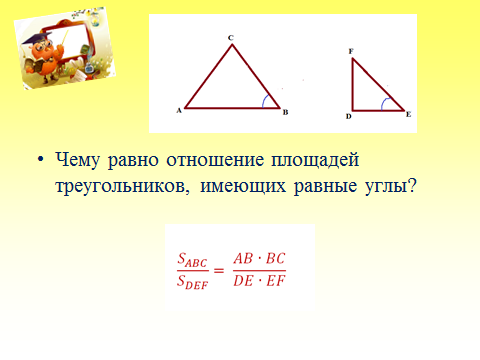 C
A
B
F
D
E
• Чему равно отношение площадей
треугольников, имеющих равные углы?
S_ABC / S_DEF = AB · BC / DE · EF